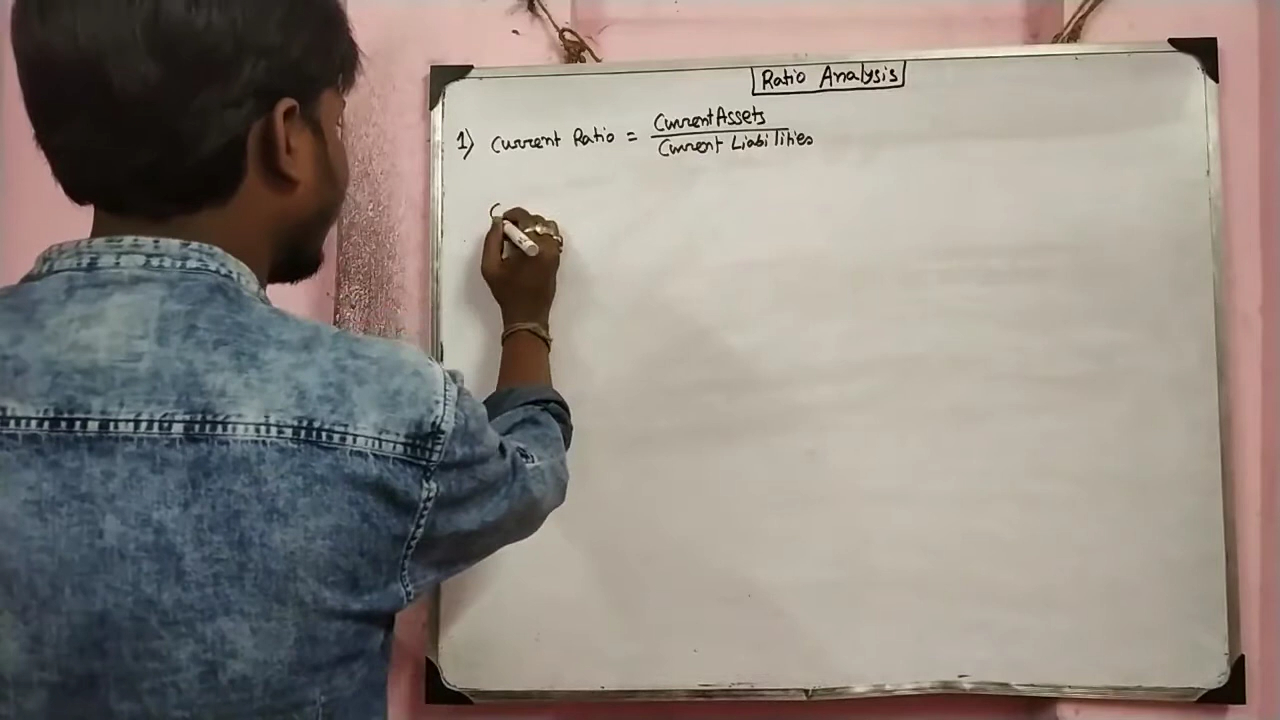 Ratio Analysis
1) Current Ratio = Current Assets
Current Liabilities